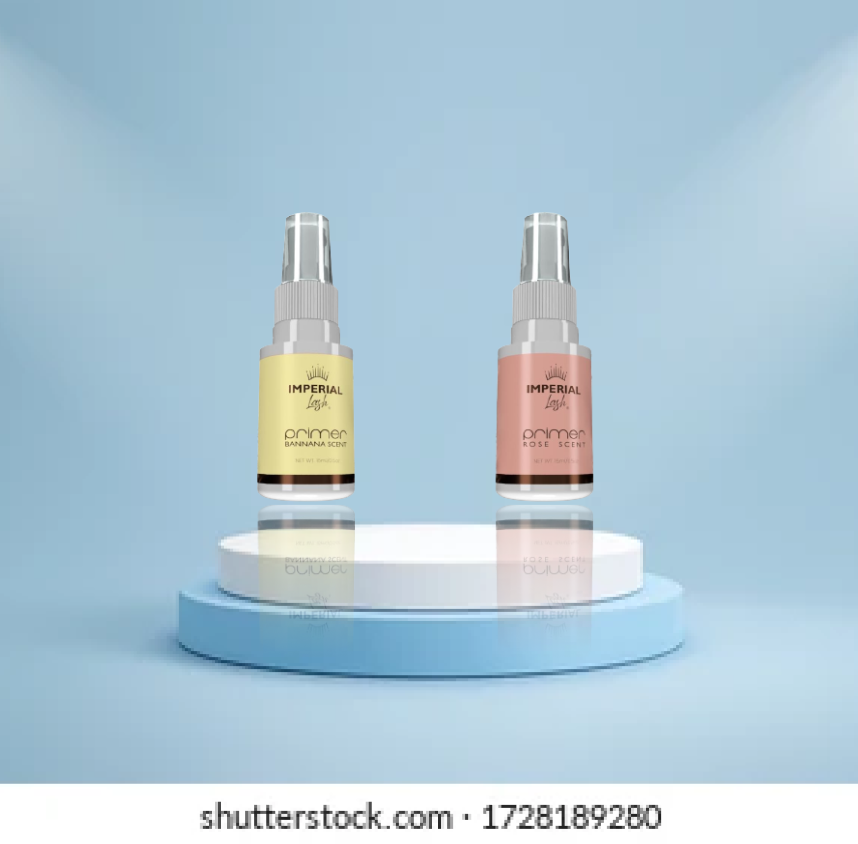 IMPERIAL
Lash
primer
BANNANA SCENT
IMPERIAL
Lash
primer
ROSE SCENT
shutterstock.com · 1728189280